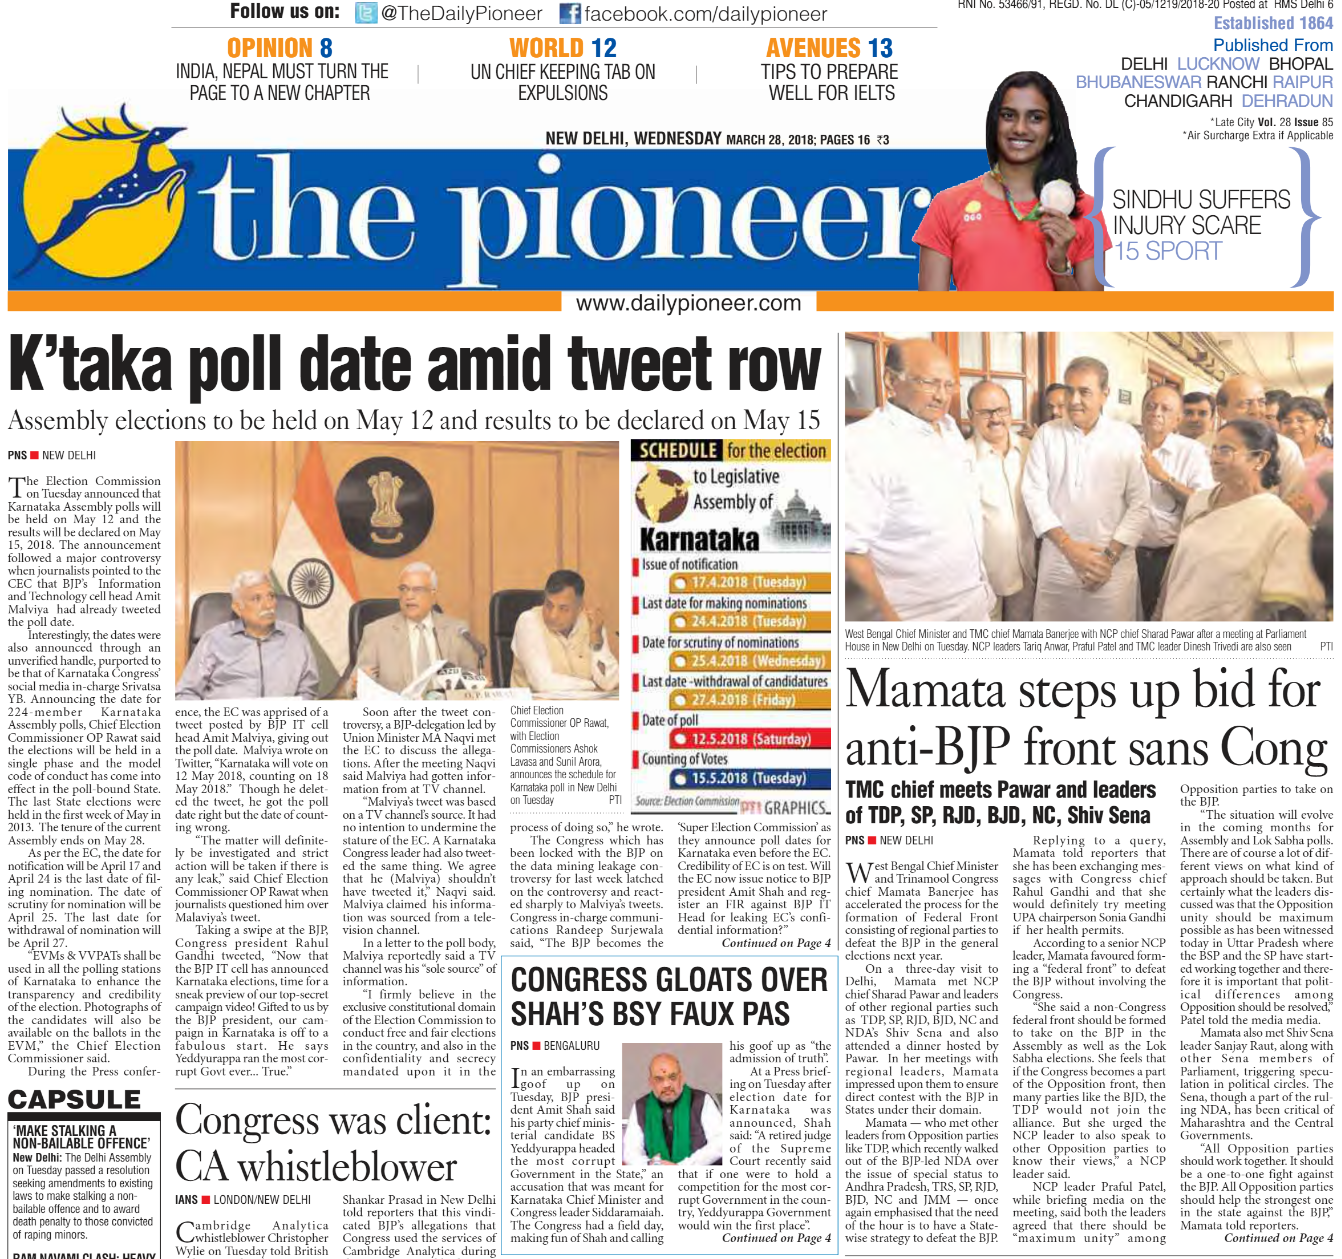 Follow us on: @TheDailyPioneer facebook.com/dailypioneer
RNI No. 53466/91, REGD. No. DL (C)-05/1219/2018-20 Posted at RMS Delhi 6
Established 1864
Published From
DELHI LUCKNOW BHOPAL
BHUBANESWAR RANCHI RAIPUR
CHANDIGARH DEHRADUN
*Late City Vol. 28 Issue 85
*Air Surcharge Extra if Applicable
OPINION 8
INDIA, NEPAL MUST TURN THE
PAGE TO A NEW CHAPTER
WORLD 12
UN CHIEF KEEPING TAB ON
EXPULSIONS
AVENUES 13
TIPS TO PREPARE
WELL FOR IELTS
NEW DELHI, WEDNESDAY MARCH 28, 2018; PAGES 16 ₹3
the pioneer
SINDHU SUFFERS
INJURY SCARE
15 SPORT
www.dailypioneer.com
K'taka poll date amid tweet row
Assembly elections to be held on May 12 and results to be declared on May 15
PNS ■ NEW DELHI
The Election Commission
on Tuesday announced that
Karnataka Assembly polls will
be held on May 12 and the
results will be declared on May
15, 2018. The announcement
followed a major controversy
when journalists pointed to the
CEC that BJP's Information
and Technology cell head Amit
Malviya had already tweeted
the poll date.
Interestingly, the dates were
also announced through an
unverified handle, purported to
be that of Karnataka Congress'
social media in-charge Srivatsa
YB. Announcing the date for
224-member Karnataka
Assembly polls, Chief Election
Commissioner OP Rawat said
the elections will be held in a
single phase and the model
code of conduct has come into
effect in the poll-bound State.
The last State elections were
held in the first week of May in
2013. The tenure of the current
Assembly ends on May 28.
As per the EC, the date for
notification will be April 17 and
April 24 is the last date of fil-
ing nomination. The date of
scrutiny for nomination will be
April 25. The last date for
withdrawal of nomination will
be April 27.
"EVMs & VVPATs shall be
used in all the polling stations
of Karnataka to enhance the
transparency and credibility
of the election. Photographs of
the candidates will also be
available on the ballots in the
EVM," the Chief Election
Commissioner said.
During the Press confer-
ence, the EC was apprised of a
tweet posted by BJP IT cell
head Amit Malviya, giving out
the poll date. Malviya wrote on
Twitter, "Karnataka will vote on
12 May 2018, counting on 18
May 2018." Though he delet-
ed the tweet, he got the poll
date right but the date of count-
ing wrong.
"The matter will definite-
ly be investigated and strict
action will be taken if there is
any leak," said Chief Election
Commissioner OP Rawat when
journalists questioned him over
Malaviya's tweet.
Taking a swipe at the BJP,
Congress president Rahul
Gandhi tweeted, "Now that
the BJP IT cell has announced
Karnataka elections, time for a
sneak preview of our top-secret
campaign video! Gifted to us by
the BJP president, our cam-
paign in Karnataka is off to a
fabulous start. He says
Yeddyurappa ran the most cor-
rupt Govt ever... True."
Soon after the tweet con-
troversy, a BJP-delegation led by
Union Minister MA Naqvi met
the EC to discuss the allega-
tions. After the meeting Naqvi
said Malviya had gotten infor-
mation from at TV channel.
"Malviya's tweet was based
on a TV channel's source. It had
no intention to undermine the
stature of the EC. A Karnataka
Congress leader had also tweet-
ed the same thing. We agree
that he (Malviya) shouldn't
have tweeted it," Naqvi said.
Malviya claimed his informa-
tion was sourced from a tele-
vision channel.
In a letter to the poll body,
Malviya reportedly said a TV
channel was his "sole source" of
information.
"I firmly believe in the
exclusive constitutional domain
of the Election Commission to
conduct free and fair elections
in the country, and also in the
confidentiality and secrecy
mandated upon it in the
Chief Election
Commissioner OP Rawat,
with Election
Commissioners Ashok
Lavasa and Sunil Arora,
announces the schedule for
Karnataka poll in New Delhi
on Tuesday PTI
process of doing so," he wrote.
The Congress which has
been locked with the BJP on
the data mining leakage con-
troversy for last week latched
on the controversy and react-
ed sharply to Malviya's tweets.
Congress in-charge communi-
cations Randeep Surjewala
said, "The BJP becomes the
'Super Election Commission' as
they announce poll dates for
Karnataka even before the EC.
Credibility of EC is on test. Will
the EC now issue notice to BJP
president Amit Shah and reg-
ister an FIR against BJP IT
Head for leaking EC's confi-
dential information?"
Continued on Page 4
SCHEDULE for the election
to Legislative
Assembly of
Karnataka
Issue of notification
17.4.2018 (Tuesday)
Last date for making nominations
24.4.2018 (Tuesday)
Date for scrutiny of nominations
25.4.2018 (Wednesday)
Last date -withdrawal of candidatures
27.4.2018 (Friday)
Date of poll
12.5.2018 (Saturday)
Counting of Votes
15.5.2018 (Tuesday)
Source: Election Commission PTI GRAPHICS.
CAPSULE
'MAKE STALKING A
NON-BAILABLE OFFENCE'
New Delhi: The Delhi Assembly
on Tuesday passed a resolution
seeking amendments to existing
laws to make stalking a non-
bailable offence and to award
death penalty to those convicted
of raping minors.
RAM NAVAMI CLASH: HEAVY
Congress was client:
CA whistleblower
IANS ■ LONDON/NEW DELHI
Cambridge Analytica
whistleblower Christopher
Wylie on Tuesday told British
Shankar Prasad in New Delhi
told reporters that this vindi-
cated BJP's allegations that
Congress used the services of
Cambridge Analytica during
CONGRESS GLOATS OVER
SHAH'S BSY FAUX PAS
PNS ■ BENGALURU
In an embarrassing
goof up on
Tuesday, BJP presi-
dent Amit Shah said
his party chief minis-
terial candidate BS
Yeddyurappa headed
the most corrupt
Government in the State," an
accusation that was meant for
Karnataka Chief Minister and
Congress leader Siddaramaiah.
The Congress had a field day,
making fun of Shah and calling
his goof up as "the
admission of truth".
At a Press brief-
ing on Tuesday after
election date for
Karnataka was
announced, Shah
said: "A retired judge
of the Supreme
Court recently said
that if one were to hold a
competition for the most cor-
rupt Government in the coun-
try, Yeddyurappa Government
would win the first place".
Continued on Page 4
West Bengal Chief Minister and TMC chief Mamata Banerjee with NCP chief Sharad Pawar after a meeting at Parliament
House in New Delhi on Tuesday. NCP leaders Tariq Anwar, Praful Patel and TMC leader Dinesh Trivedi are also seen PTI
Mamata steps up bid for
anti-BJP front sans Cong
TMC chief meets Pawar and leaders
of TDP, SP, RJD, BJD, NC, Shiv Sena
PNS ■ NEW DELHI
West Bengal Chief Minister
and Trinamool Congress
chief Mamata Banerjee has
accelerated the process for the
formation of Federal Front
consisting of regional parties to
defeat the BJP in the general
elections next year.
On a three-day visit to
Delhi, Mamata met NCP
chief Sharad Pawar and leaders
of other regional parties such
as TDP, SP, RJD, BJD, NC and
NDA's Shiv Sena and also
attended a dinner hosted by
Pawar. In her meetings with
regional leaders, Mamata
impressed upon them to ensure
direct contest with the BJP in
States under their domain.
Mamata — who met other
leaders from Opposition parties
like TDP, which recently walked
out of the BJP-led NDA over
the issue of special status to
Andhra Pradesh, TRS, SP, RJD,
BJD, NC and JMM — once
again emphasised that the need
of the hour is to have a State-
wise strategy to defeat the BJP.
Replying to a query,
Mamata told reporters that
she has been exchanging mes-
sages with Congress chief
Rahul Gandhi and that she
would definitely try meeting
UPA chairperson Sonia Gandhi
if her health permits.
According to a senior NCP
leader, Mamata favoured form-
ing a "federal front" to defeat
the BJP without involving the
Congress.
"She said a non-Congress
federal front should be formed
to take on the BJP in the
Assembly as well as the Lok
Sabha elections. She feels that
if the Congress becomes a part
of the Opposition front, then
many parties like the BJD, the
TDP would not join the
alliance. But she urged the
NCP leader to also speak to
other Opposition parties to
know their views," a NCP
leader said.
NCP leader Praful Patel,
while briefing media on the
meeting, said both the leaders
agreed that there should be
"maximum unity" among
Opposition parties to take on
the BJP.
"The situation will evolve
in the coming months for
Assembly and Lok Sabha polls.
There are of course a lot of dif-
ferent views on what kind of
approach should be taken. But
certainly what the leaders dis-
cussed was that the Opposition
unity should be maximum
possible as has been witnessed
today in Uttar Pradesh where
the BSP and the SP have start-
ed working together and there-
fore it is important that polit-
ical differences among
Opposition should be resolved,"
Patel told the media media.
Mamata also met Shiv Sena
leader Sanjay Raut, along with
other Sena members of
Parliament, triggering specu-
lation in political circles. The
Sena, though a part of the rul-
ing NDA, has been critical of
Maharashtra and the Central
Governments.
"All Opposition parties
should work together. It should
be a one-to-one fight against
the BJP. All Opposition parties
should help the strongest one
in the state against the BJP,"
Mamata told reporters.
Continued on Page 4